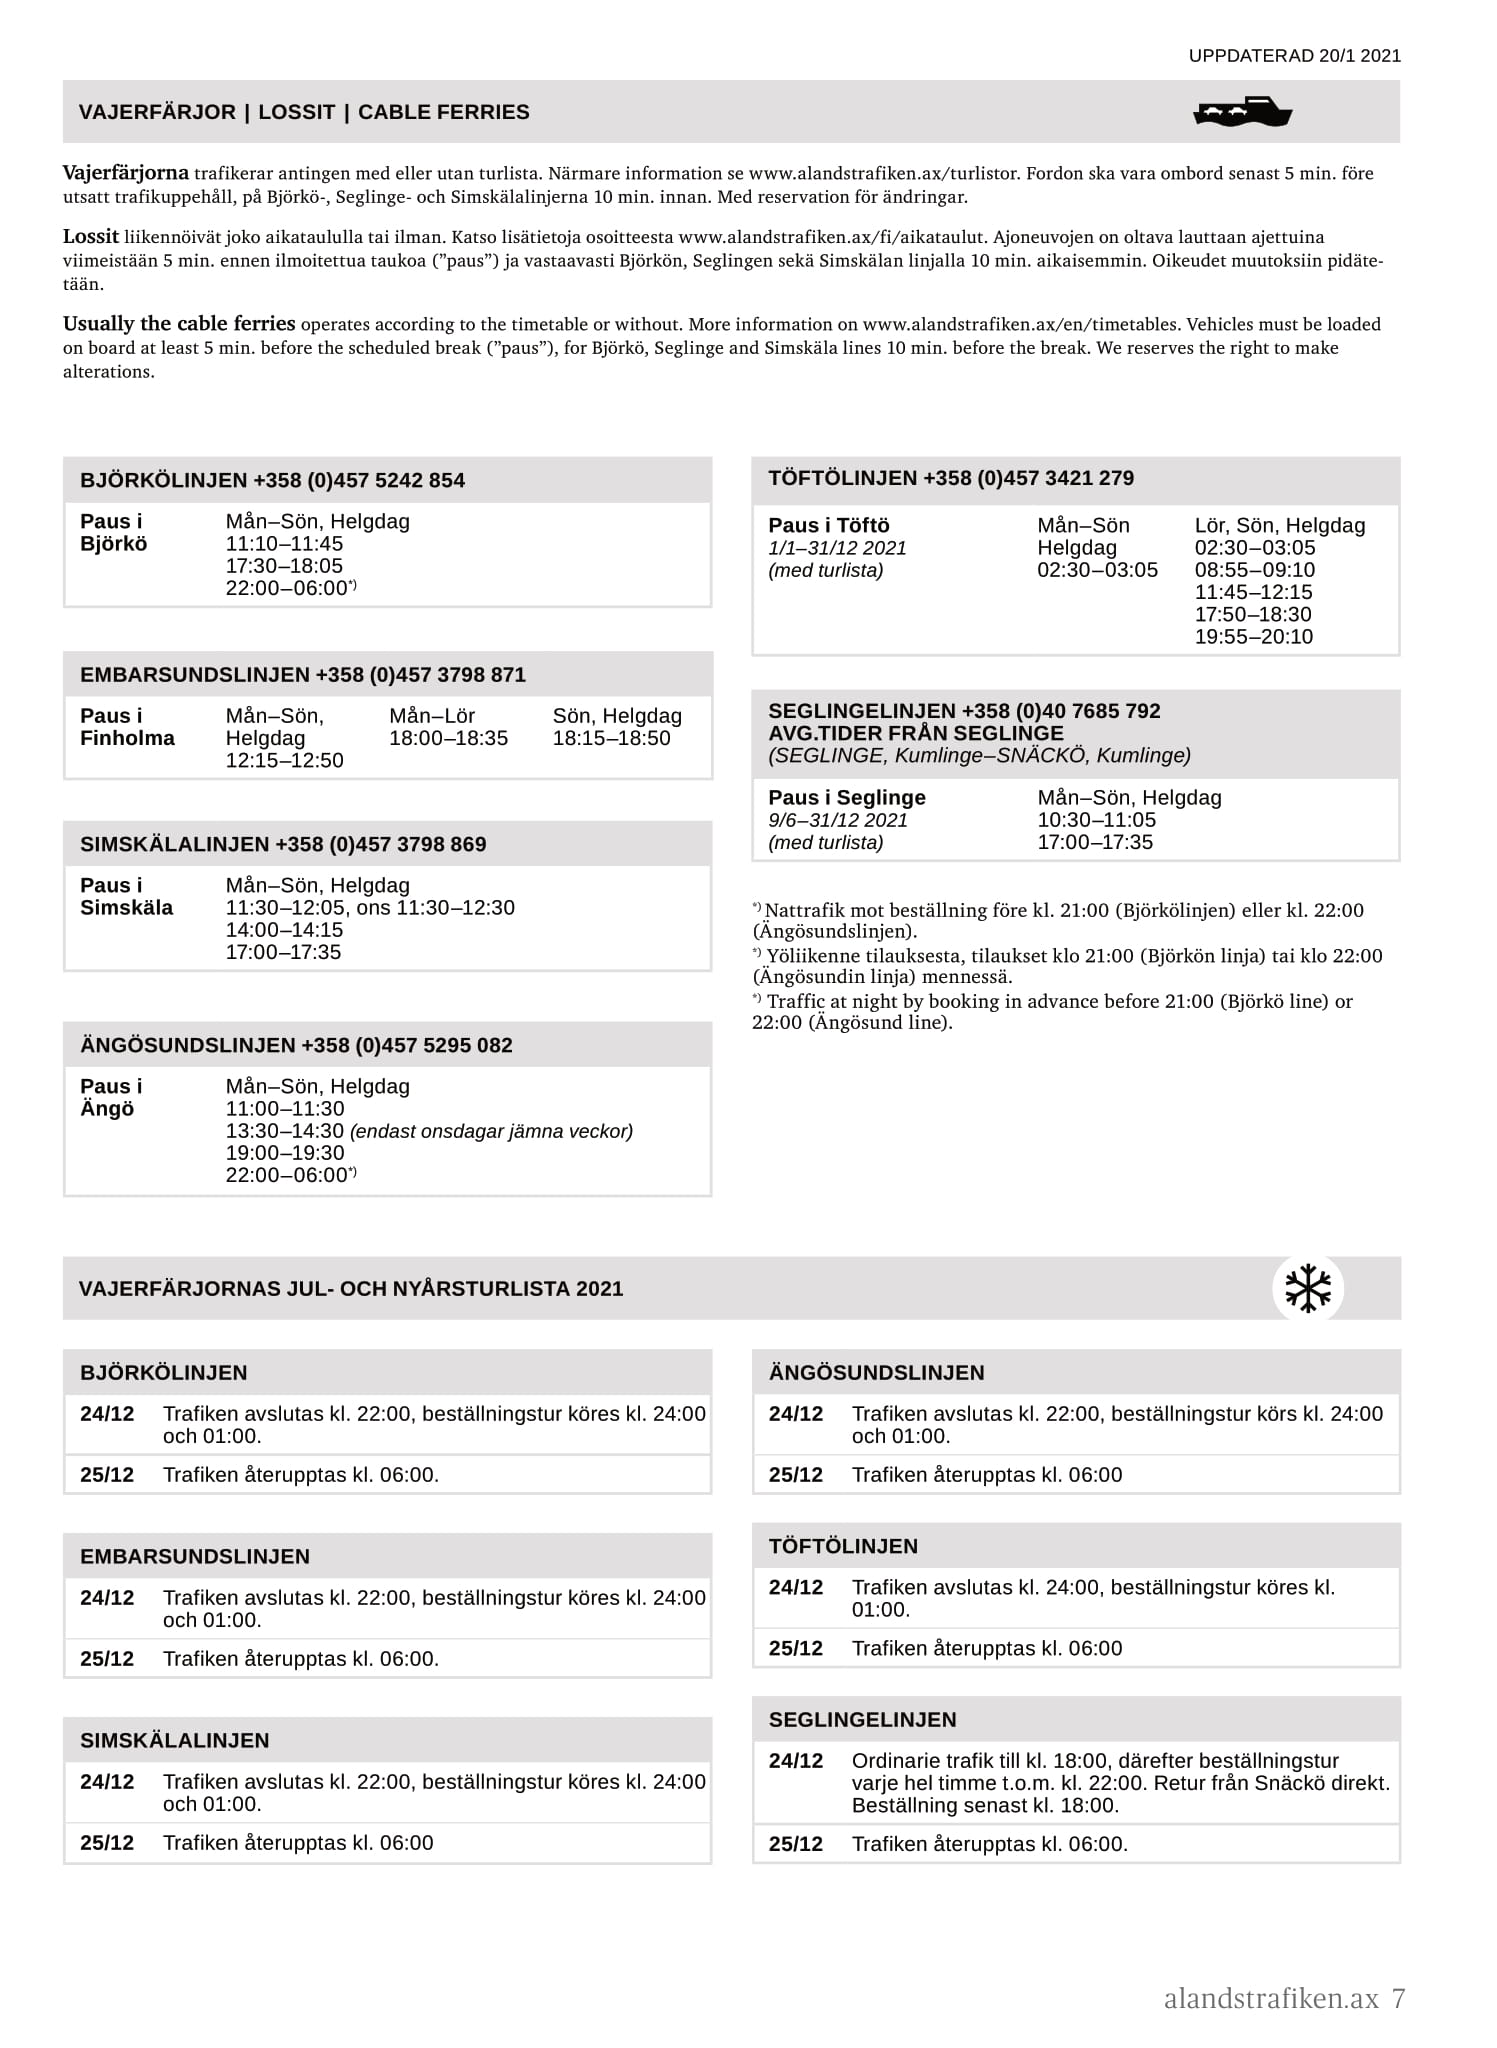 UPPDATERAD 20/1 2021
VAJERFÄRJOR | LOSSIT | CABLE FERRIES
Vajerfärjorna trafikerar antingen med eller utan turlista. Närmare information se www.alandstrafiken.ax/turlistor. Fordon ska vara ombord senast 5 min. före
utsatt trafikuppehåll, på Björkö-, Seglinge- och Simskälalinjerna 10 min. innan. Med reservation för ändringar.
Lossit liikennöivät joko aikataululla tai ilman. Katso lisätietoja osoitteesta www.alandstrafiken.ax/fi/aikataulut. Ajoneuvojen on oltava lauttaan ajettuina
viimeistään 5 min. ennen ilmoitettua taukoa (”paus”) ja vastaavasti Björkön, Seglingen sekä Simskälan linjalla 10 min. aikaisemmin. Oikeudet muutoksiin pidäte-
tään.
Usually the cable ferries operates according to the timetable or without. More information on www.alandstrafiken.ax/en/timetables. Vehicles must be loaded
on board at least 5 min. before the scheduled break (”paus”), for Björkö, Seglinge and Simskäla lines 10 min. before the break. We reserves the right to make
alterations.
BJÖRKÖLINJEN +358 (0)457 5242 854
Paus i Mån–Sön, Helgdag
Björkö 11:10–11:45
17:30–18:05
22:00–06:00*)
EMBARSUNDSLINJEN +358 (0)457 3798 871
Paus i Mån–Sön, Mån–Lör Sön, Helgdag
Finholma Helgdag 18:00–18:35 18:15–18:50
12:15–12:50
SIMSKÄLALINJEN +358 (0)457 3798 869
Paus i Mån–Sön, Helgdag
Simskäla 11:30–12:05, ons 11:30–12:30
14:00–14:15
17:00–17:35
ÄNGÖSUNDSLINJEN +358 (0)457 5295 082
Paus i Mån–Sön, Helgdag
Ängö 11:00–11:30
13:30–14:30 (endast onsdagar jämna veckor)
19:00–19:30
22:00–06:00*)
TÖFTÖLINJEN +358 (0)457 3421 279
Paus i Töftö Mån–Sön Lör, Sön, Helgdag
1/1–31/12 2021 Helgdag 02:30–03:05
(med turlista) 02:30–03:05 08:55–09:10
11:45–12:15
17:50–18:30
19:55–20:10
SEGLINGELINJEN +358 (0)40 7685 792
AVG.TIDER FRÅN SEGLINGE
(SEGLINGE, Kumlinge–SNÄCKÖ, Kumlinge)
Paus i Seglinge Mån–Sön, Helgdag
9/6–31/12 2021 10:30–11:05
(med turlista) 17:00–17:35
*) Nattrafik mot beställning före kl. 21:00 (Björkölinjen) eller kl. 22:00
(Ängösundslinjen).
*) Yöliikenne tilauksesta, tilaukset klo 21:00 (Björkön linja) tai klo 22:00
(Ängösundin linja) mennessä.
*) Traffic at night by booking in advance before 21:00 (Björkö line) or
22:00 (Ängösund line).
VAJERFÄRJORNAS JUL- OCH NYÅRSTURLISTA 2021
BJÖRKÖLINJEN
24/12 Trafiken avslutas kl. 22:00, beställningstur köres kl. 24:00
och 01:00.
25/12 Trafiken återupptas kl. 06:00.
EMBARSUNDSLINJEN
24/12 Trafiken avslutas kl. 22:00, beställningstur köres kl. 24:00
och 01:00.
25/12 Trafiken återupptas kl. 06:00.
SIMSKÄLALINJEN
24/12 Trafiken avslutas kl. 22:00, beställningstur köres kl. 24:00
och 01:00.
25/12 Trafiken återupptas kl. 06:00
ÄNGÖSUNDSLINJEN
24/12 Trafiken avslutas kl. 22:00, beställningstur körs kl. 24:00
och 01:00.
25/12 Trafiken återupptas kl. 06:00
TÖFTÖLINJEN
24/12 Trafiken avslutas kl. 24:00, beställningstur köres kl.
01:00.
25/12 Trafiken återupptas kl. 06:00
SEGLINGELINJEN
24/12 Ordinarie trafik till kl. 18:00, därefter beställningstur
varje hel timme t.o.m. kl. 22:00. Retur från Snäckö direkt.
Beställning senast kl. 18:00.
25/12 Trafiken återupptas kl. 06:00.
alandstrafiken.ax 7